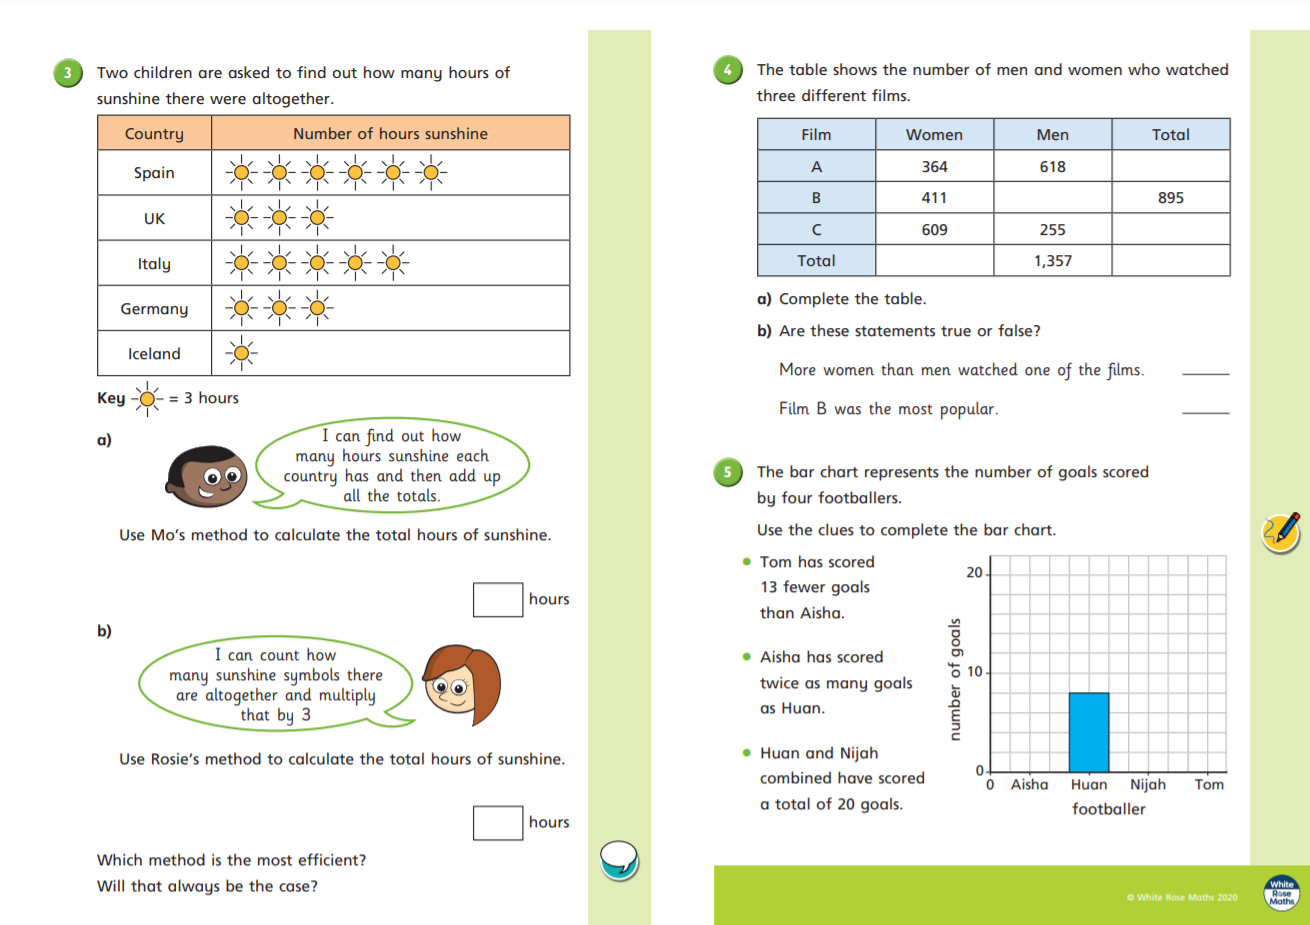 3
Two children are asked to find out how many hours of
sunshine there were altogether.
Country Number of hours sunshine
Spain
UK
Italy
Germany
Iceland
Key = 3 hours
a)
I can find out how
many hours sunshine each
country has and then add up
all the totals.
Use Mo's method to calculate the total hours of sunshine.
hours
b)
I can count how
many sunshine symbols there
are altogether and multiply
that by 3
Use Rosie's method to calculate the total hours of sunshine.
hours
Which method is the most efficient?
Will that always be the case?
4
The table shows the number of men and women who watched
three different films.
Film Women Men Total
A 364 618
B 411 895
C 609 255
Total 1,357
a) Complete the table.
b) Are these statements true or false?
More women than men watched one of the films.
Film B was the most popular.
5
The bar chart represents the number of goals scored
by four footballers.
Use the clues to complete the bar chart.
• Tom has scored
13 fewer goals
than Aisha.
• Aisha has scored
twice as many goals
as Huan.
• Huan and Nijah
combined have scored
a total of 20 goals.
number of goals
20
10
0
0 Aisha Huan Nijah Tom
footballer
© White Rose Maths 2020
White
Rose
Maths